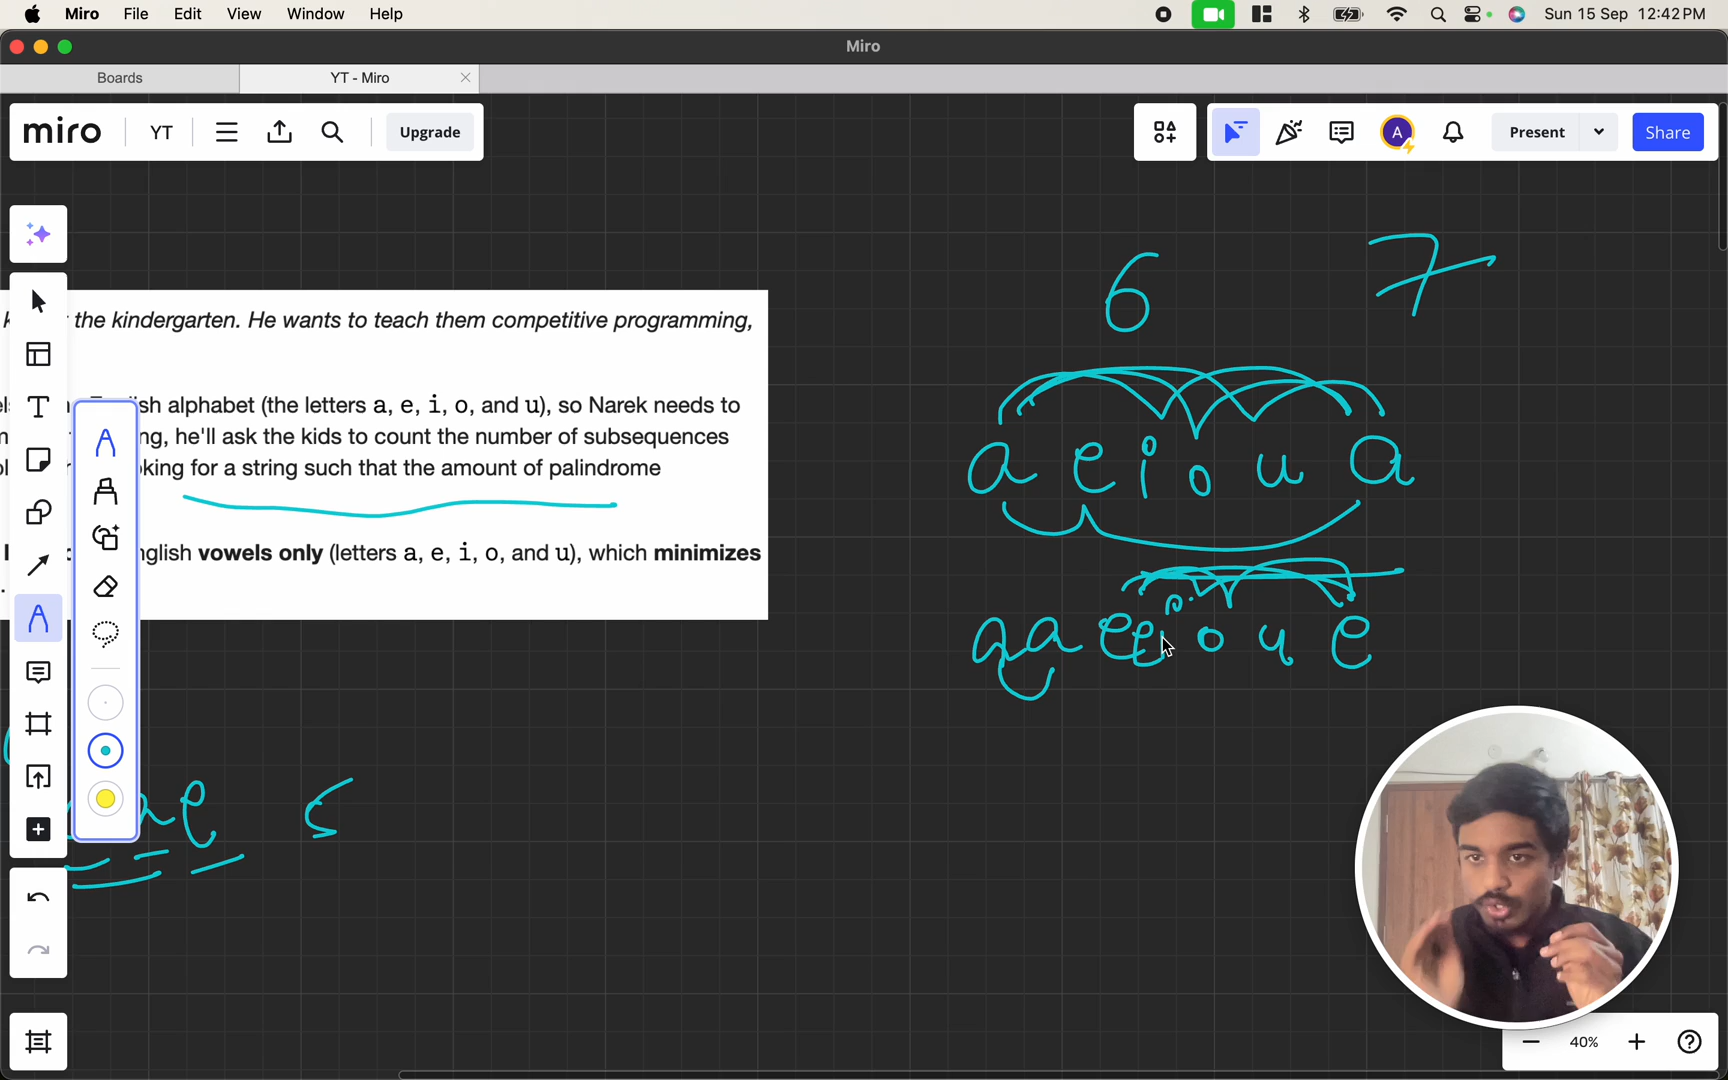 Miro File Edit View Window Help Sun 15 Sep 12:42 PM
Miro
Boards YT - Miro
miro YT Upgrade Present Share
A
6 7
the kindergarten. He wants to teach them competitive programming,
sh alphabet (the letters a, e, i, o, and u), so Narek needs to
ng, he'll ask the kids to count the number of subsequences
king for a string such that the amount of palindrome
nglish vowels only (letters a, e, i, o, and u), which minimizes
a e i o u a
a a e e i o u e
e 5
40%